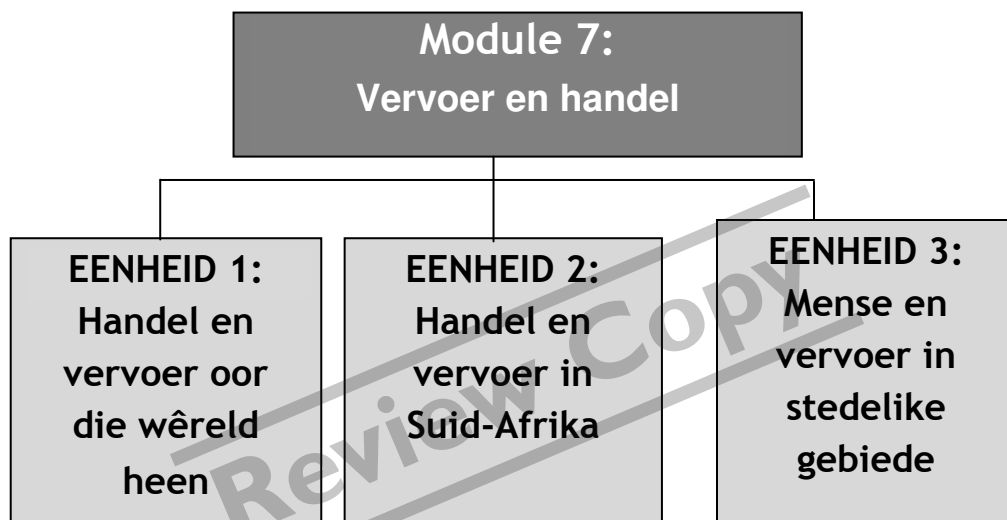 Module 7:
Vervoer en handel
EENHEID 1:
Handel en
vervoer oor
die wêreld
heen
EENHEID 2:
Handel en
vervoer in
Suid-Afrika
EENHEID 3:
Mense en
vervoer in
stedelike
gebiede
Review Copy